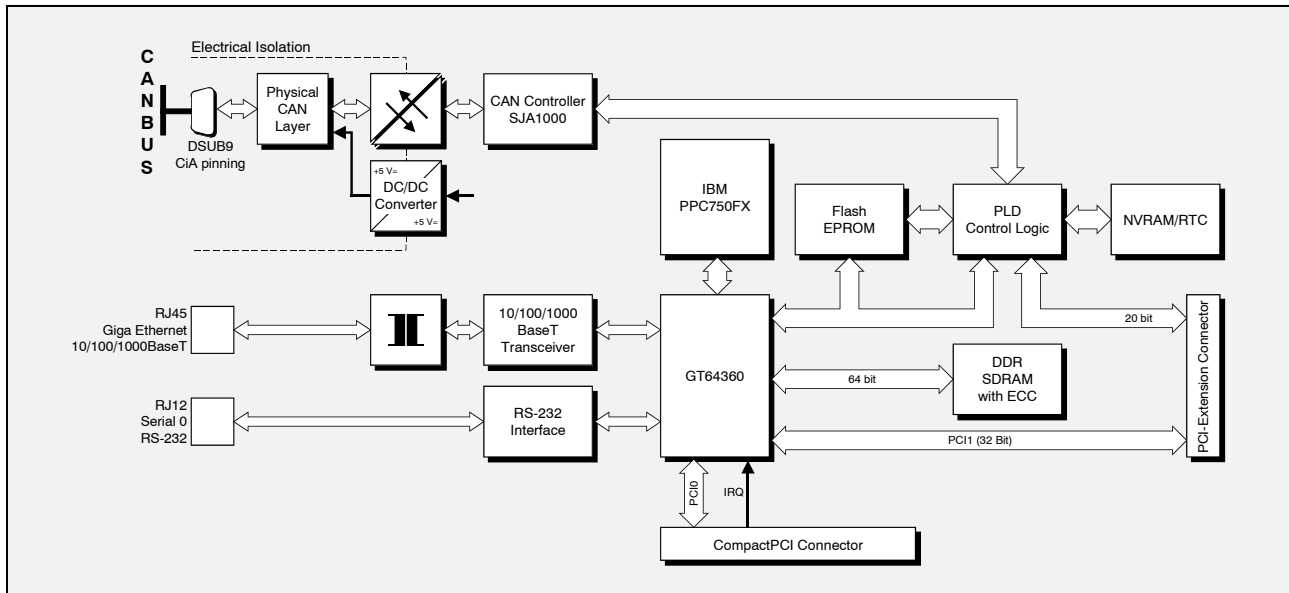 Electrical Isolation
CANBUS
DSUB9
CiA pinning
Physical
CAN
Layer
CAN Controller
SJA1000
+5 V=
DC/DC
Converter
+5 V=
IBM
PPC750FX
Flash
EPROM
PLD
Control Logic
NVRAM/RTC
RJ45
Giga Ethernet
10/100/1000BaseT
10/100/1000
BaseT
Transceiver
GT64360
20 bit
64 bit
DDR
SDRAM
with ECC
PCI-Extension Connector
RJ12
Serial 0
RS-232
RS-232
Interface
PCI1 (32 Bit)
PCI0
IRQ
CompactPCI Connector